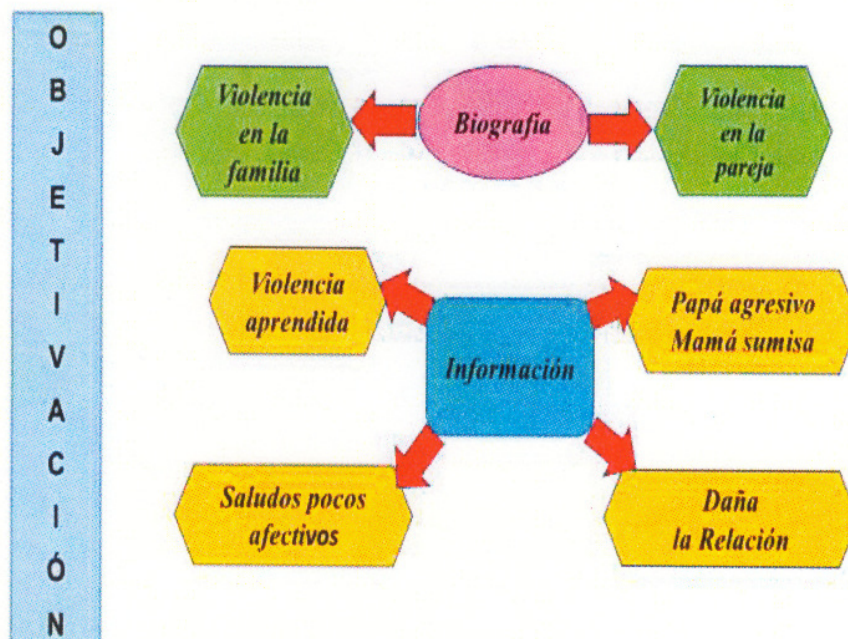 OBJETIVACIÓN
Violencia
en la
familia
Biografía
Violencia
en la
pareja
Violencia
aprendida
Papá agresivo
Mamá sumisa
Información
Saludos pocos
afectivos
Daña
la Relación